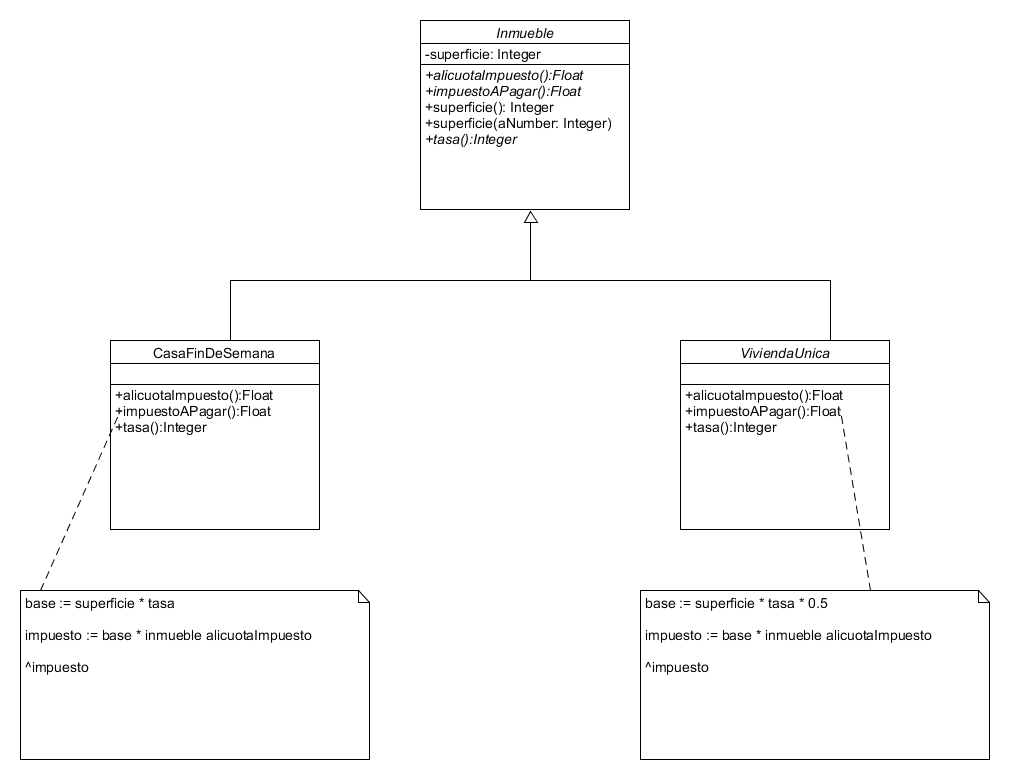 Inmueble
-superficie: Integer
+alicuotaImpuesto():Float
+impuestoAPagar():Float
+superficie(): Integer
+superficie(aNumber: Integer)
+tasa():Integer
CasaFinDeSemana
+alicuotaImpuesto():Float
+impuestoAPagar():Float
+tasa():Integer
ViviendaUnica
+alicuotaImpuesto():Float
+impuestoAPagar():Float
+tasa():Integer
base := superficie * tasa
impuesto := base * inmueble alicuotaImpuesto
^impuesto
base := superficie * tasa * 0.5
impuesto := base * inmueble alicuotaImpuesto
^impuesto